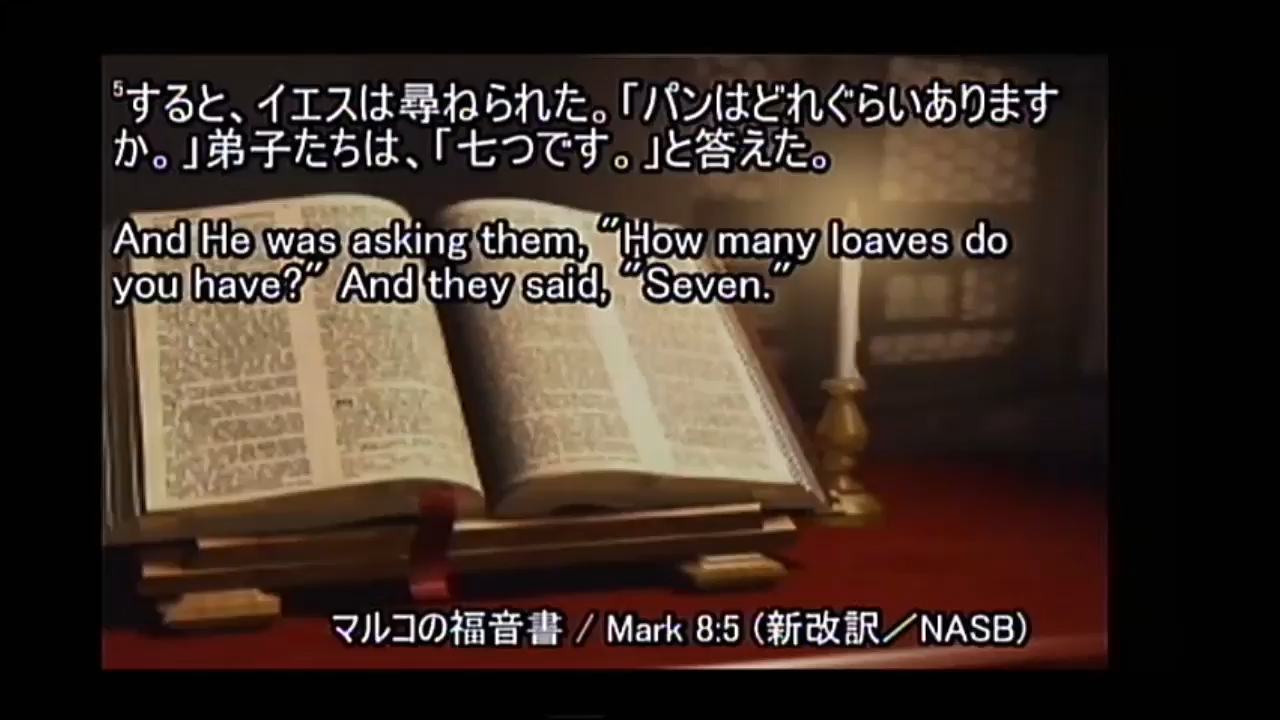 5すると、イエスは尋ねられた。「パンはどれぐらいあります
か。」弟子たちは、「七つです。」と答えた。
And He was asking them, "How many loaves do
you have?" And they said, "Seven."
マルコの福音書 / Mark 8:5 (新改訳／NASB)